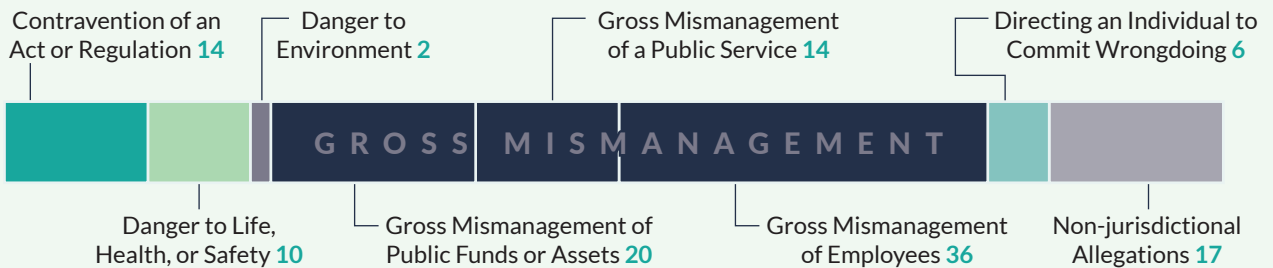 Contravention of an
Act or Regulation 14
Danger to
Environment 2
Gross Mismanagement
of a Public Service 14
Directing an Individual to
Commit Wrongdoing 6
GROSS MISMANAGEMENT
Danger to Life,
Health, or Safety 10
Gross Mismanagement of
Public Funds or Assets 20
Gross Mismanagement
of Employees 36
Non-jurisdictional
Allegations 17